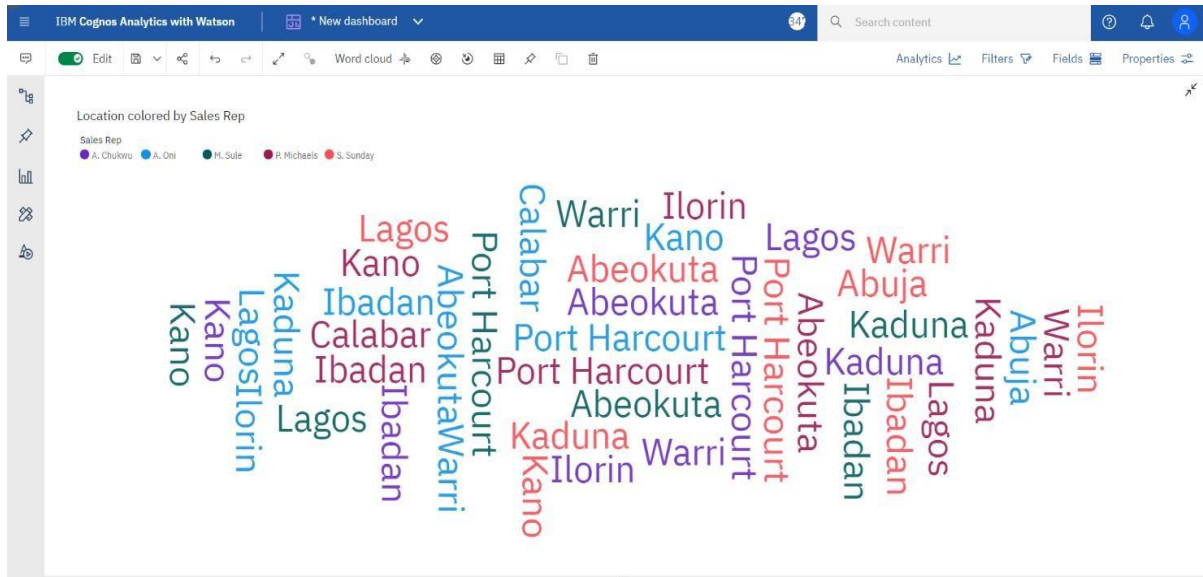 IBM Cognos Analytics with Watson
* New dashboard
Search content
Edit
Word cloud
Analytics
Filters
Fields
Properties
Location colored by Sales Rep
Sales Rep
A. Chukwu A. Oni M. Sule P. Michaels S. Sunday
Kano
Kano
Lagos
Ilorin
Kaduna
Lagos
Kano
Ibadan
Calabar
Ibadan
Lagos
Ibadan
Abeokuta
Warri
Port Harcourt
Calabar
Warri
Ilorin
Kano
Abeokuta
Abeokuta
Port Harcourt
Port Harcourt
Abeokuta
Kaduna
Kano
Ilorin
Warri
Port Harcourt
Port Harcourt
Lagos
Abeokuta
Warri
Abuja
Kaduna
Kaduna
Ibadan
Ibadan
Lagos
Kaduna
Abuja
Warri
Ilorin